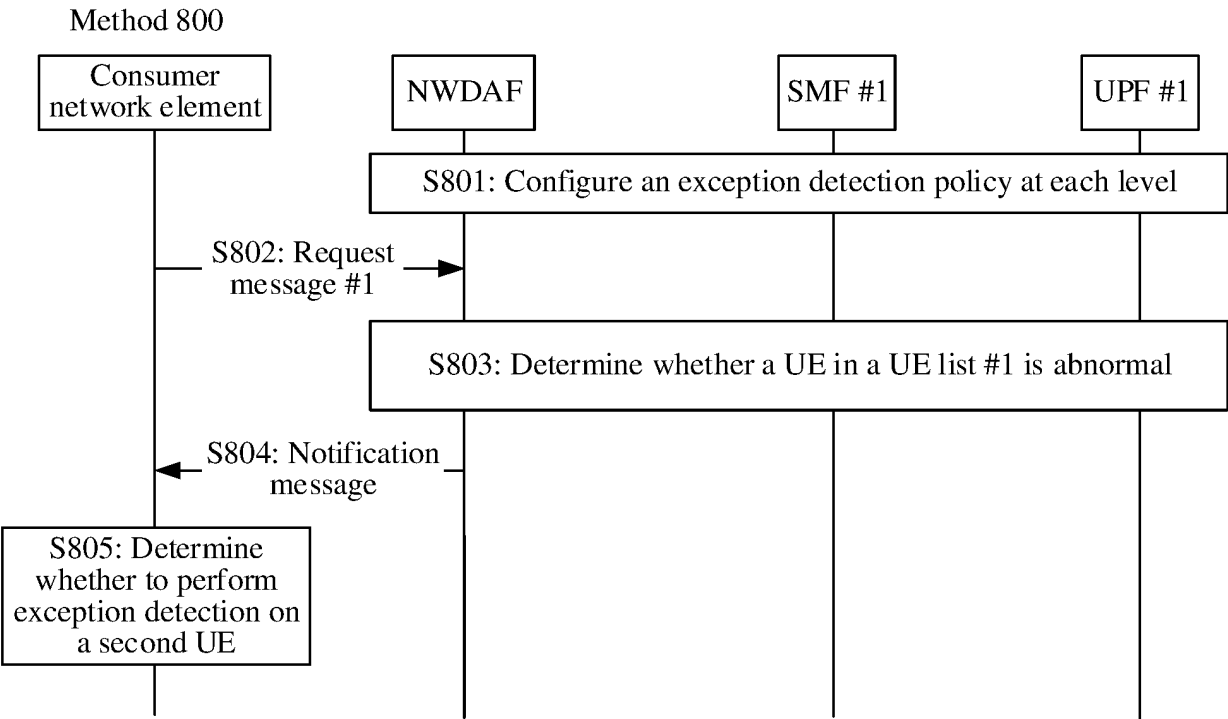 Method 800
Consumer
network element
NWDAF
SMF #1
UPF #1
S801: Configure an exception detection policy at each level
S802: Request
message #1
S803: Determine whether a UE in a UE list #1 is abnormal
S804: Notification
message
S805: Determine
whether to perform
exception detection on
a second UE